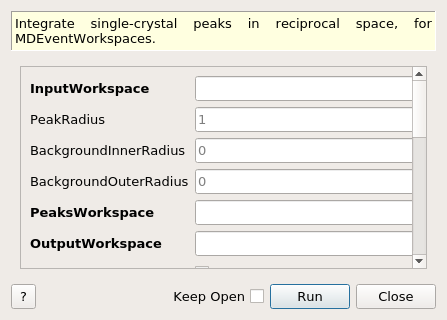 Integrate single-crystal peaks in reciprocal space, for
MDEventWorkspaces.
InputWorkspace
PeakRadius 1
BackgroundInnerRadius 0
BackgroundOuterRadius 0
PeaksWorkspace
OutputWorkspace
? Keep Open Run Close